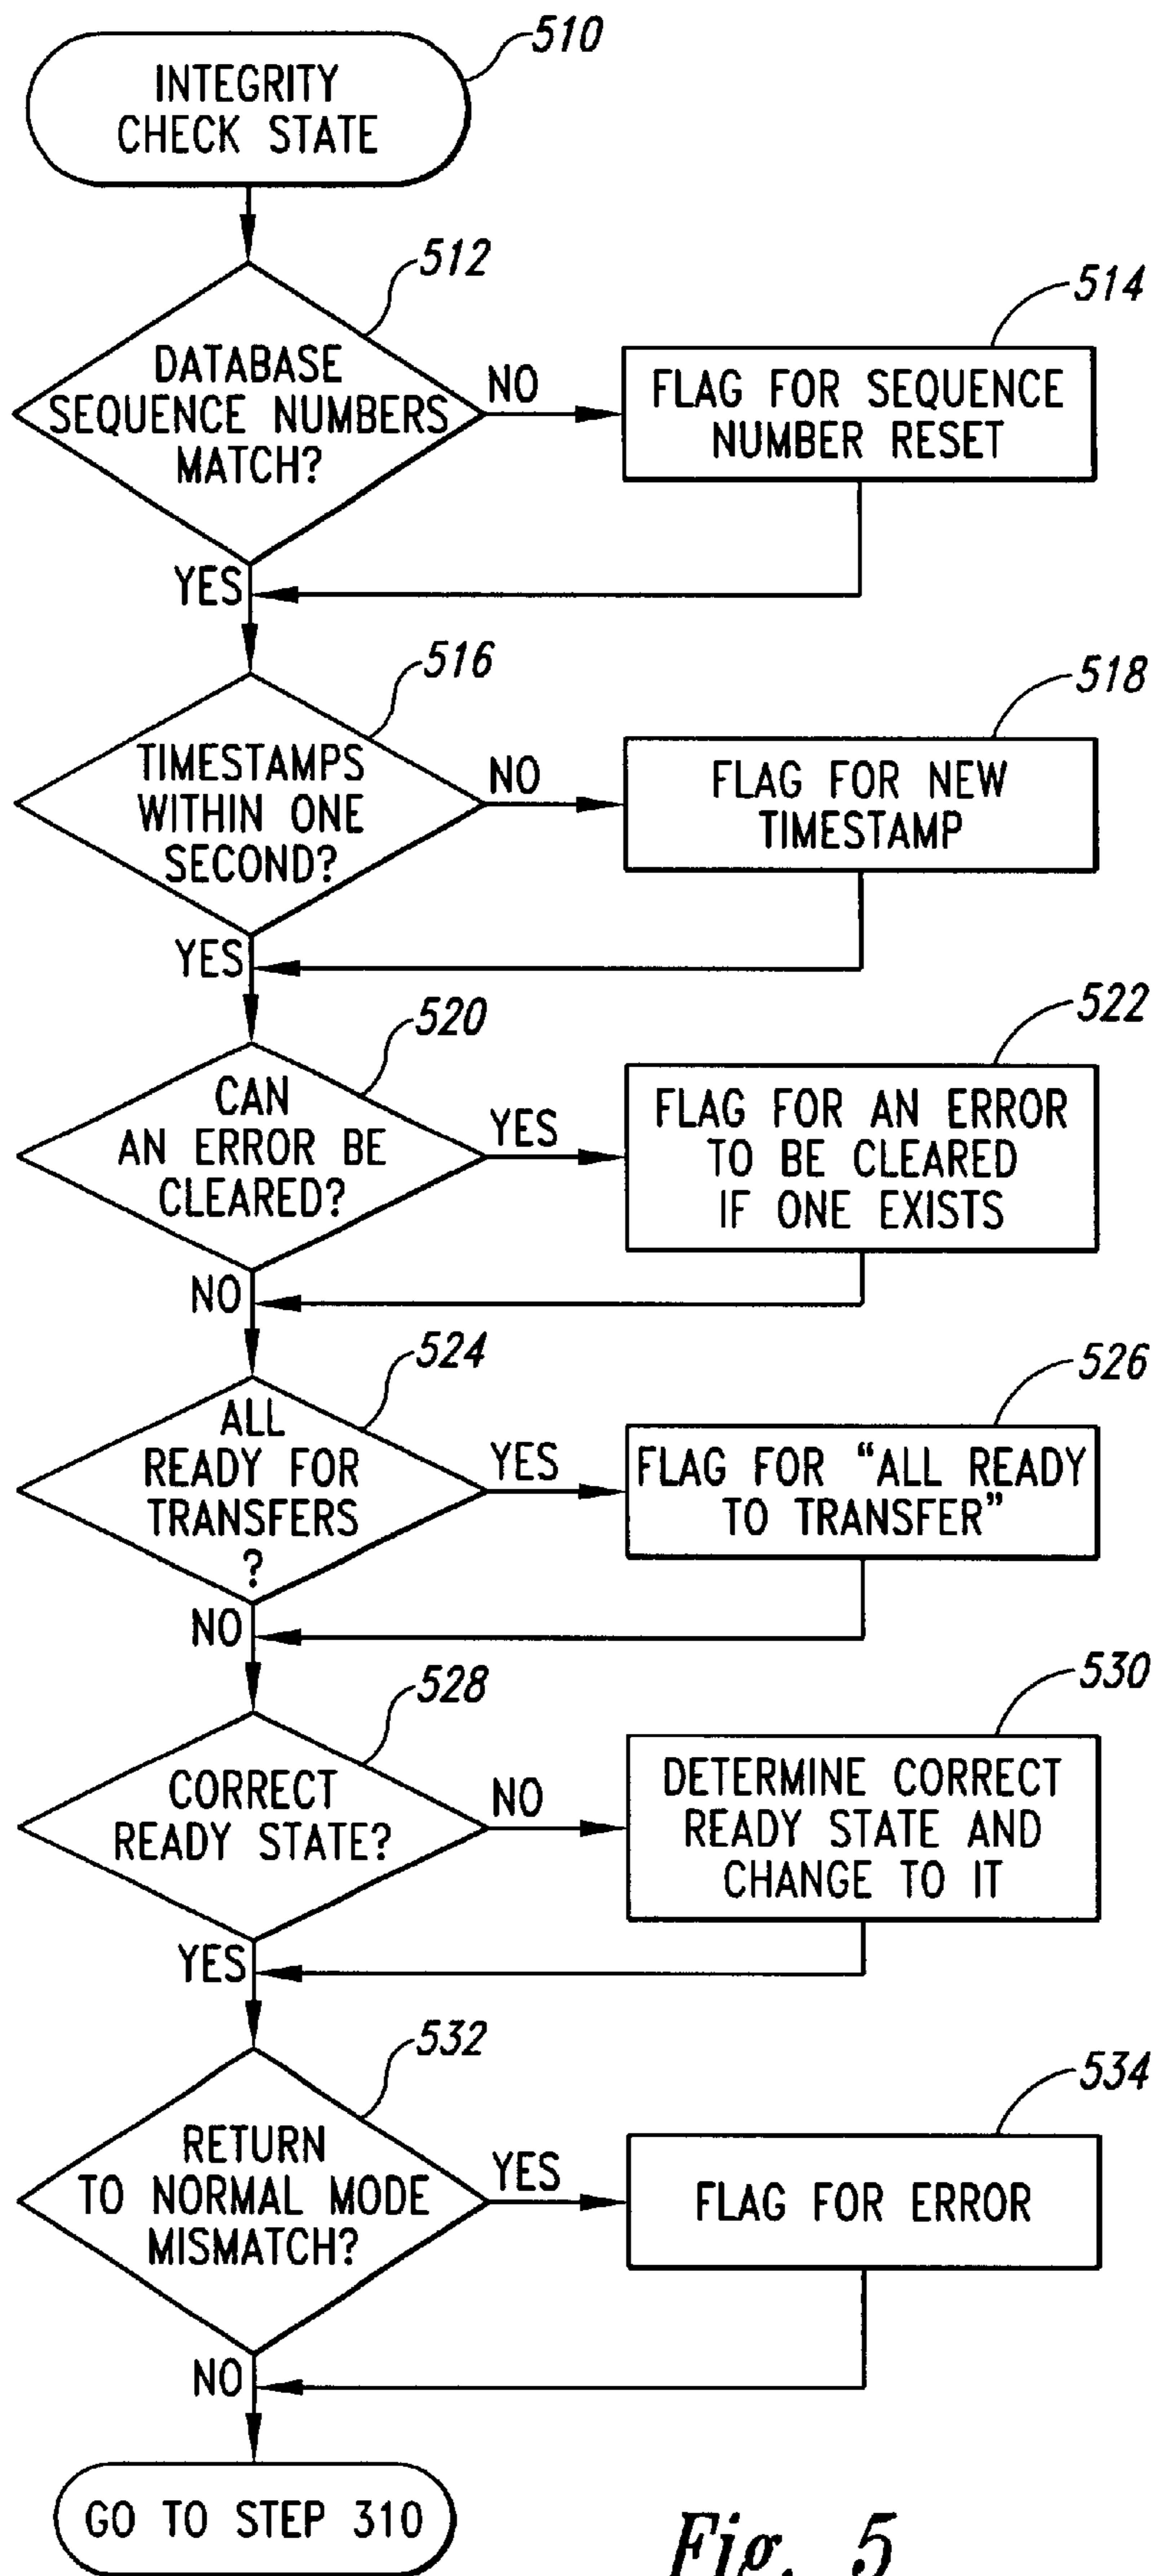 510
INTEGRITY
CHECK STATE
512
DATABASE
SEQUENCE NUMBERS
MATCH?
NO
514
FLAG FOR SEQUENCE
NUMBER RESET
YES
516
TIMESTAMPS
WITHIN ONE
SECOND?
NO
518
FLAG FOR NEW
TIMESTAMP
YES
520
CAN
AN ERROR BE
CLEARED?
YES
522
FLAG FOR AN ERROR
TO BE CLEARED
IF ONE EXISTS
NO
524
ALL
READY FOR
TRANSFERS
?
YES
526
FLAG FOR “ALL READY
TO TRANSFER”
NO
528
CORRECT
READY STATE?
NO
530
DETERMINE CORRECT
READY STATE AND
CHANGE TO IT
YES
532
RETURN
TO NORMAL MODE
MISMATCH?
YES
534
FLAG FOR ERROR
NO
GO TO STEP 310
Fig. 5